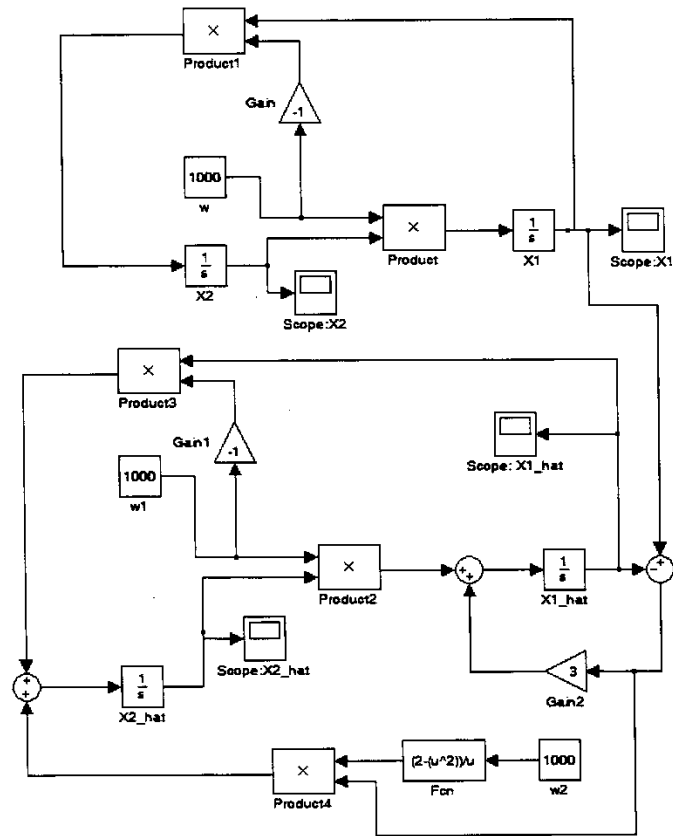 ×
Product1
Gain
-1
1000
w
×
Product
1
s
X1
Scope:X1
1
s
X2
Scope:X2
×
Product3
Gain1
-1
Scope: X1_hat
1000
w1
×
Product2
+
+
1
s
X1_hat
+
−
Scope:X2_hat
3
Gain2
+
+
1
s
X2_hat
×
Product4
(2-(u^2))/u
Fcn
1000
w2